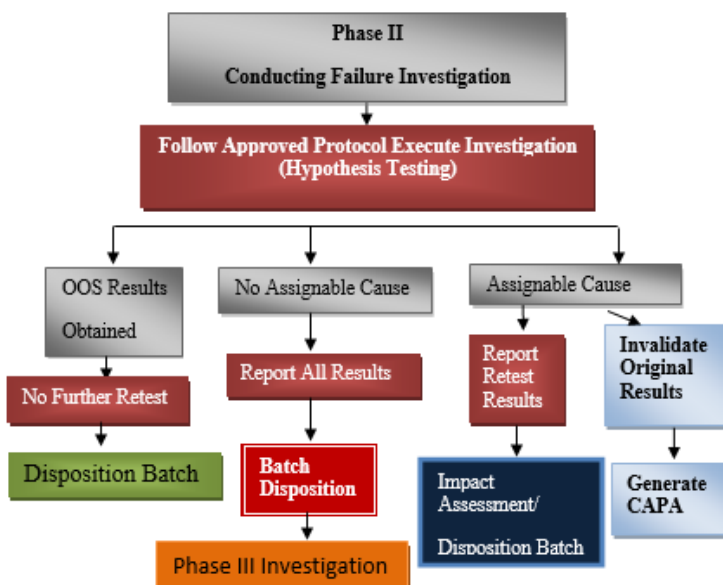 Phase II
Conducting Failure Investigation
Follow Approved Protocol Execute Investigation
(Hypothesis Testing)
OOS Results
Obtained
No Further Retest
Disposition Batch
No Assignable Cause
Report All Results
Batch
Disposition
Phase III Investigation
Assignable Cause
Report
Retest
Results
Impact
Assessment/
Disposition Batch
Invalidate
Original
Results
Generate
CAPA